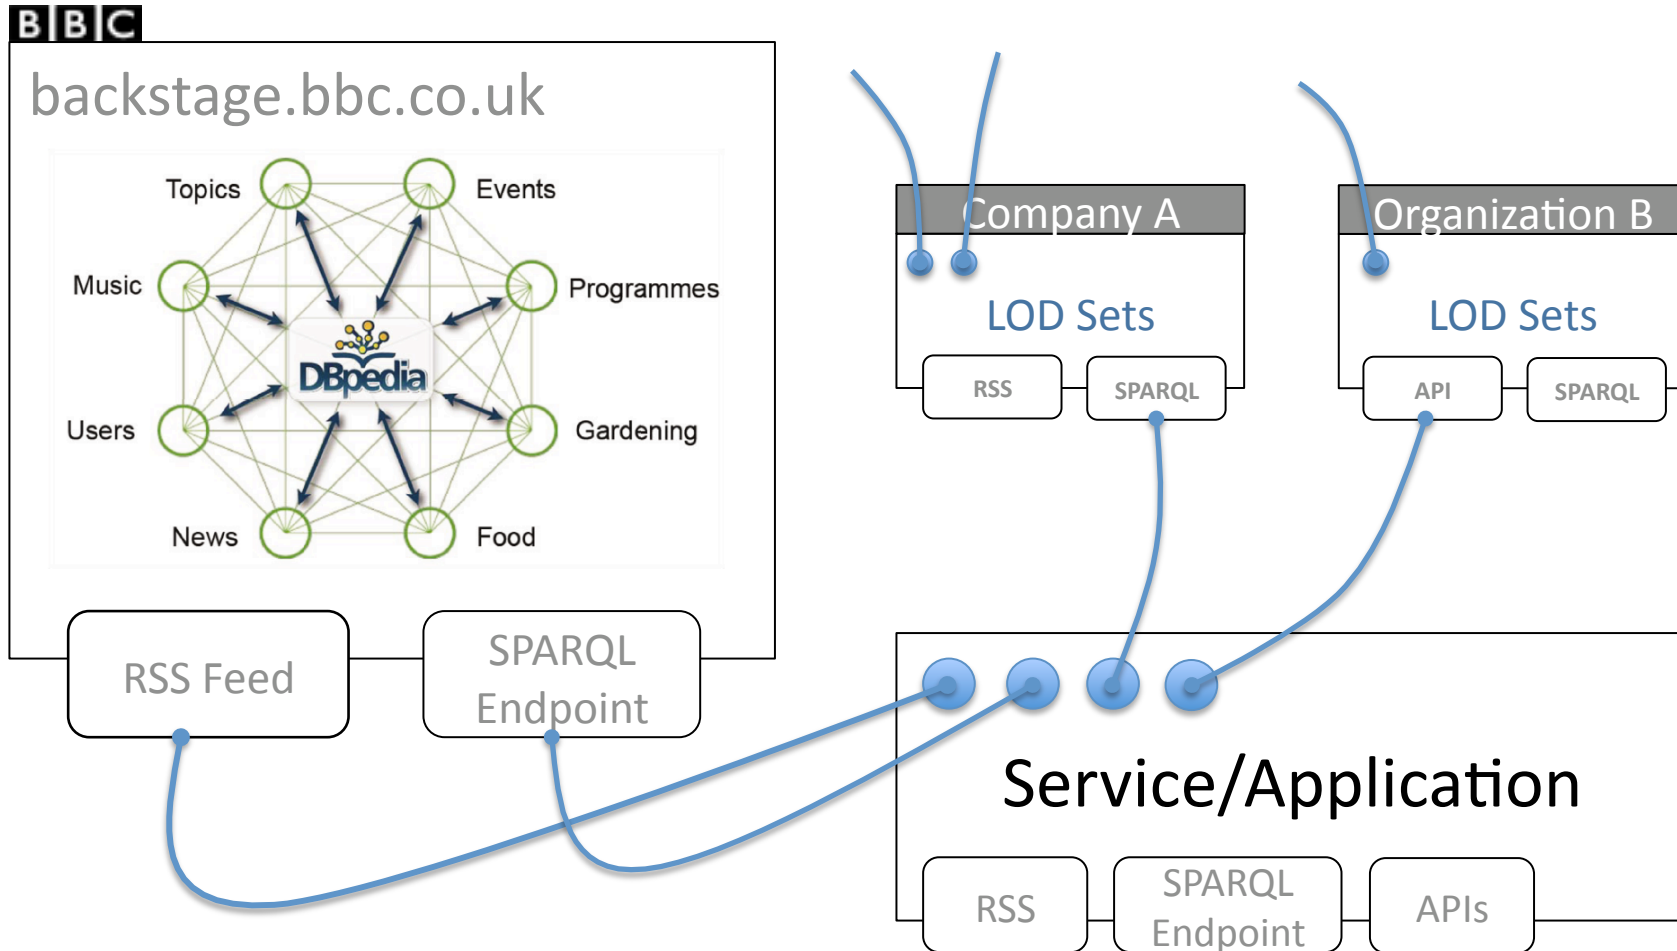 BBC
backstage.bbc.co.uk
Topics
Events
Music
Programmes
DBpedia
Users
Gardening
News
Food
RSS Feed
SPARQL
Endpoint
Company A
LOD Sets
RSS
SPARQL
Organization B
LOD Sets
API
SPARQL
Service/Application
RSS
SPARQL
Endpoint
APIs